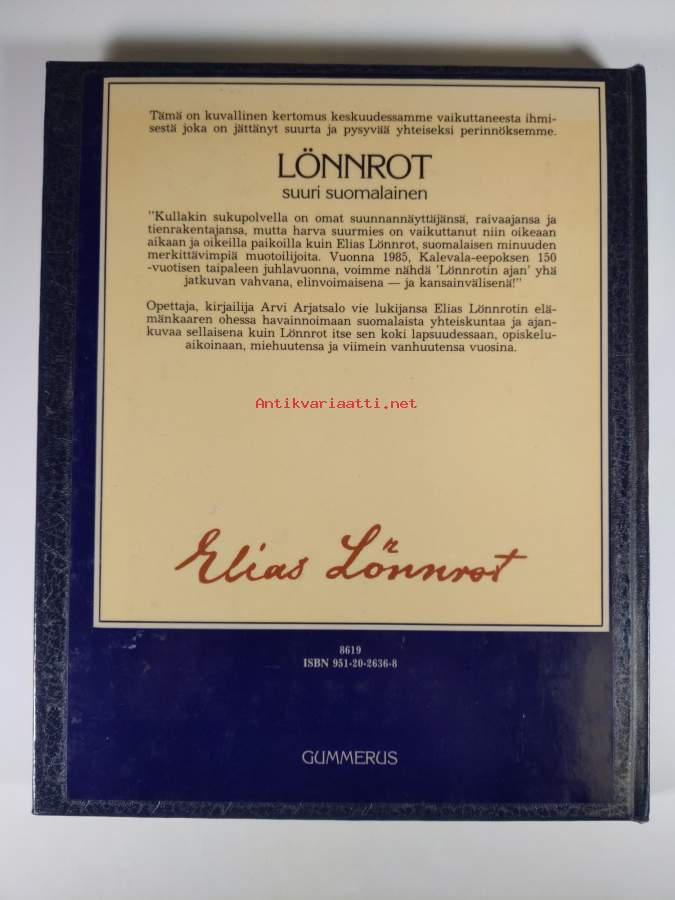 Tämä on kuvallinen kertomus keskuudessamme vaikuttaneesta ihmi-
sestä joka on jättänyt suurta ja pysyvää yhteiseksi perinnöksemme.
LÖNNROT
suuri suomalainen
"Kullakin sukupolvella on omat suunnannäyttäjänsä, raivaajansa ja
tienrakentajansa, mutta harva suurmies on vaikuttanut niin oikeaan
aikaan ja oikeilla paikoilla kuin Elias Lönnrot, suomalaisen minuuden
merkittävimpiä muotoilijoita. Vuonna 1985, Kalevala-eepoksen 150
-vuotisen taipaleen juhlavuonna, voimme nähdä 'Lönnrotin ajan' yhä
jatkuvan vahvana, elinvoimaisena — ja kansainvälisenä!"
Opettaja, kirjailija Arvi Arjatsalo vie lukijansa Elias Lönnrotin elä-
mänkaaren ohessa havainnoimaan suomalaista yhteiskuntaa ja ajan-
kuvaa sellaisena kuin Lönnrot itse sen koki lapsuudessaan, opiskelu-
aikoinaan, miehuutensa ja viimein vanhuutensa vuosina.
Antikvariaatti.net
Elias Lönnrot
8619
ISBN 951-20-2636-8
GUMMERUS